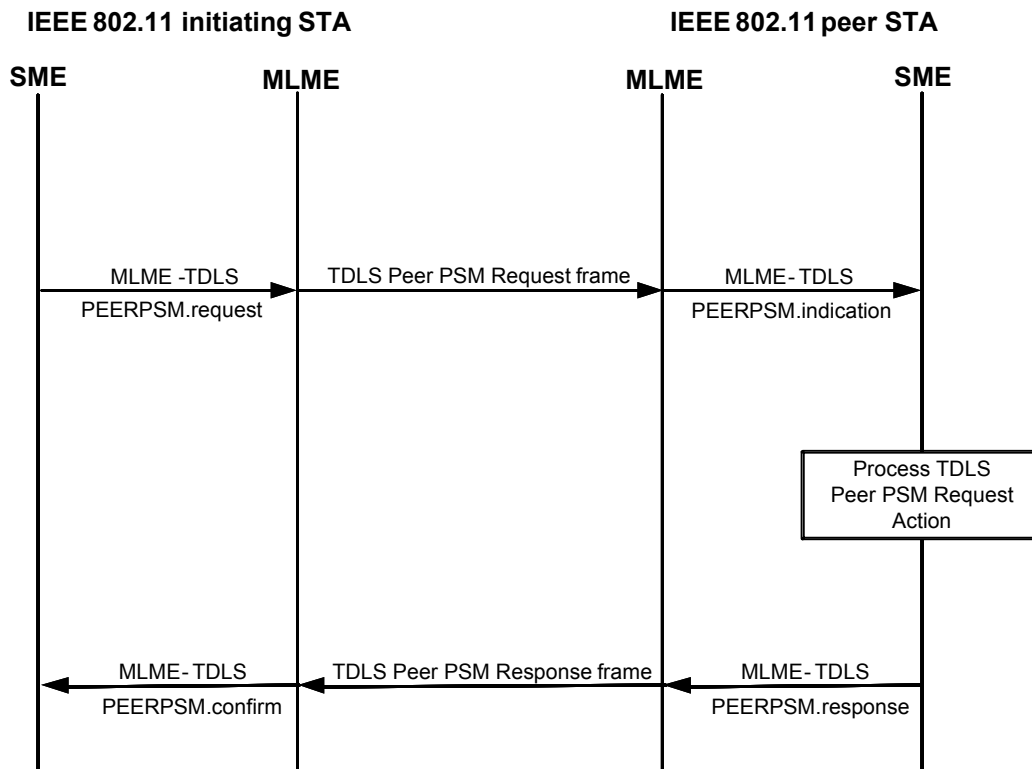 IEEE 802.11 initiating STA
IEEE 802.11 peer STA
SME
MLME
MLME
SME
MLME -TDLS
PEERPSM.request
TDLS Peer PSM Request frame
MLME- TDLS
PEERPSM.indication
Process TDLS
Peer PSM Request
Action
MLME- TDLS
PEERPSM.confirm
TDLS Peer PSM Response frame
MLME- TDLS
PEERPSM.response